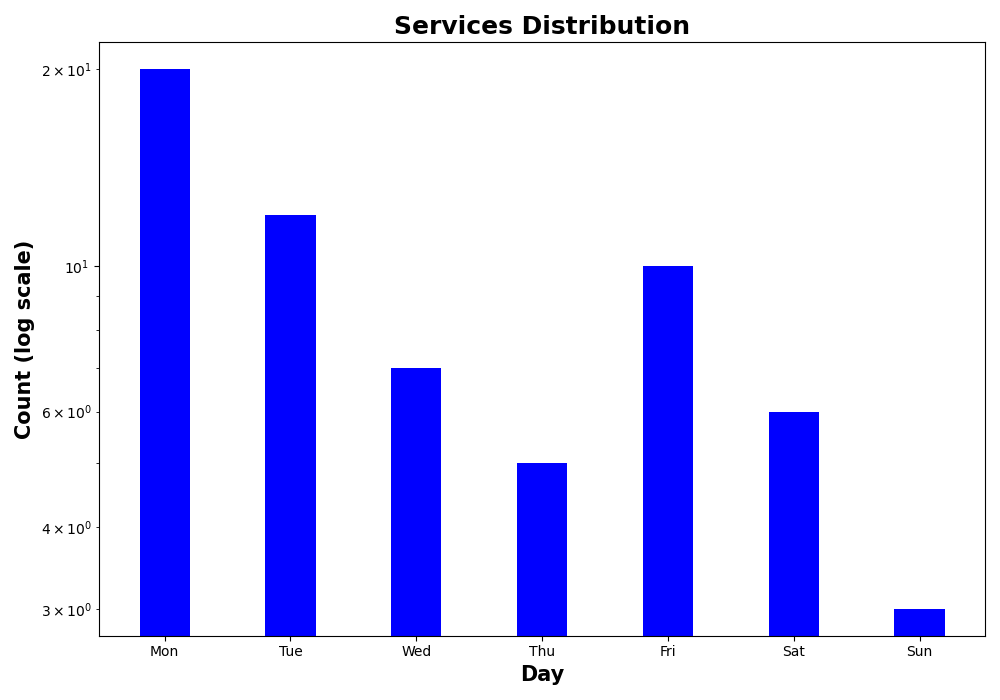 Services Distribution
Count (log scale)
2 × 10¹
10¹
6 × 10⁰
4 × 10⁰
3 × 10⁰
Mon Tue Wed Thu Fri Sat Sun
Day